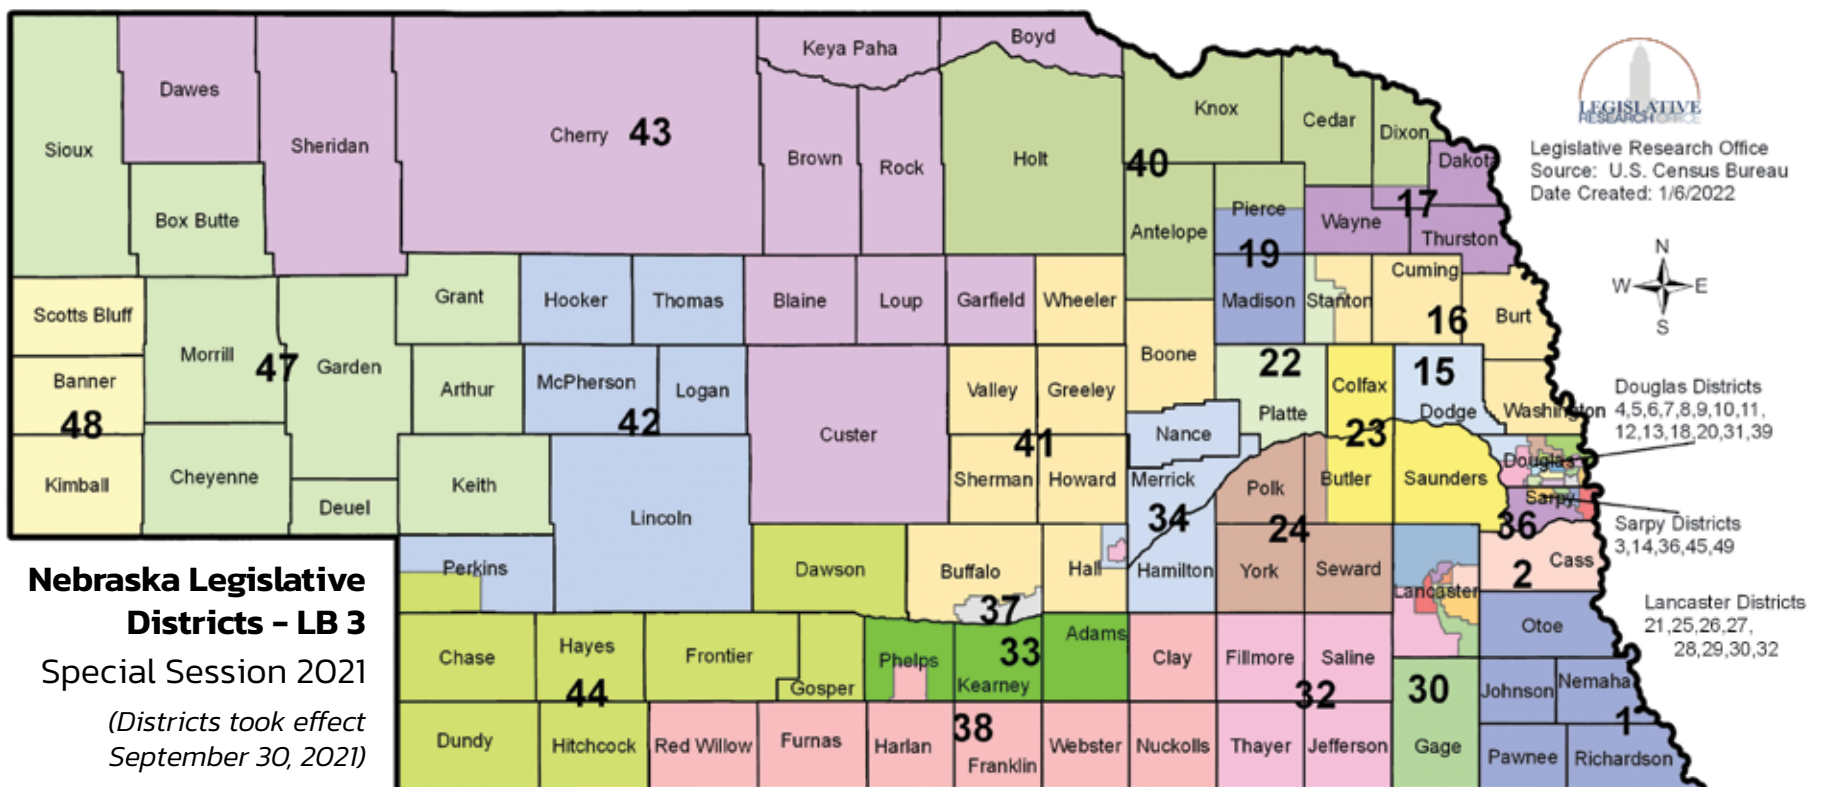 Keya Paha
Boyd
Dawes
Sioux
Sheridan
Cherry
43
Brown
Rock
Holt
Knox
Cedar
Dixon
Dakota
40
Box Butte
Antelope
Pierce
Wayne
17
Thurston
19
LEGISLATIVE
RESEARCH OFFICE
Legislative Research Office
Source: U.S. Census Bureau
Date Created: 1/6/2022
N
W
E
S
Scotts Bluff
Grant
Hooker
Thomas
Blaine
Loup
Garfield
Wheeler
Madison
Stanton
Cuming
16
Burt
Morrill
47
Garden
Banner
48
Arthur
McPherson
Logan
42
Valley
Greeley
Boone
22
Platte
Colfax
15
Dodge
Washington
Douglas Districts
4,5,6,7,8,9,10,11,
12,13,18,20,31,39
Kimball
Cheyenne
Deuel
Keith
Lincoln
Custer
41
Sherman
Howard
Nance
Merrick
34
23
Polk
Butler
Saunders
24
Douglas
Sarpy
36
Sarpy Districts
3,14,36,45,49
Perkins
Dawson
Buffalo
37
Hall
Hamilton
York
Seward
Lancaster
2
Cass
Lancaster Districts
21,25,26,27,
28,29,30,32
Nebraska Legislative
Districts – LB 3
Special Session 2021
(Districts took effect
September 30, 2021)
Chase
Hayes
Frontier
Gosper
44
Phelps
33
Kearney
Adams
Clay
Fillmore
Saline
32
30
Otoe
Johnson
Nemaha
1
Dundy
Hitchcock
Red Willow
Furnas
Harlan
38
Franklin
Webster
Nuckolls
Thayer
Jefferson
Gage
Pawnee
Richardson